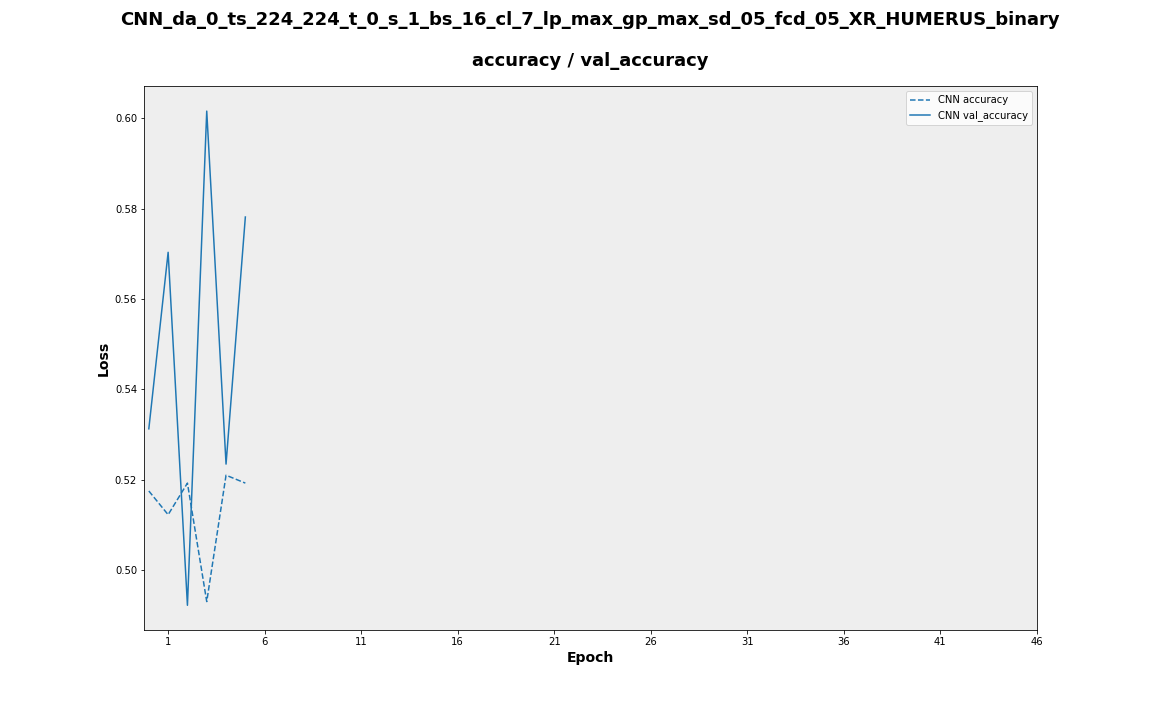 CNN_da_0_ts_224_224_t_0_s_1_bs_16_cl_7_lp_max_gp_max_sd_05_fcd_05_XR_HUMERUS_binary
accuracy / val_accuracy
CNN accuracy
CNN val_accuracy
0.60
0.58
0.56
0.54
0.52
0.50
Loss
1 6 11 16 21 26 31 36 41 46
Epoch